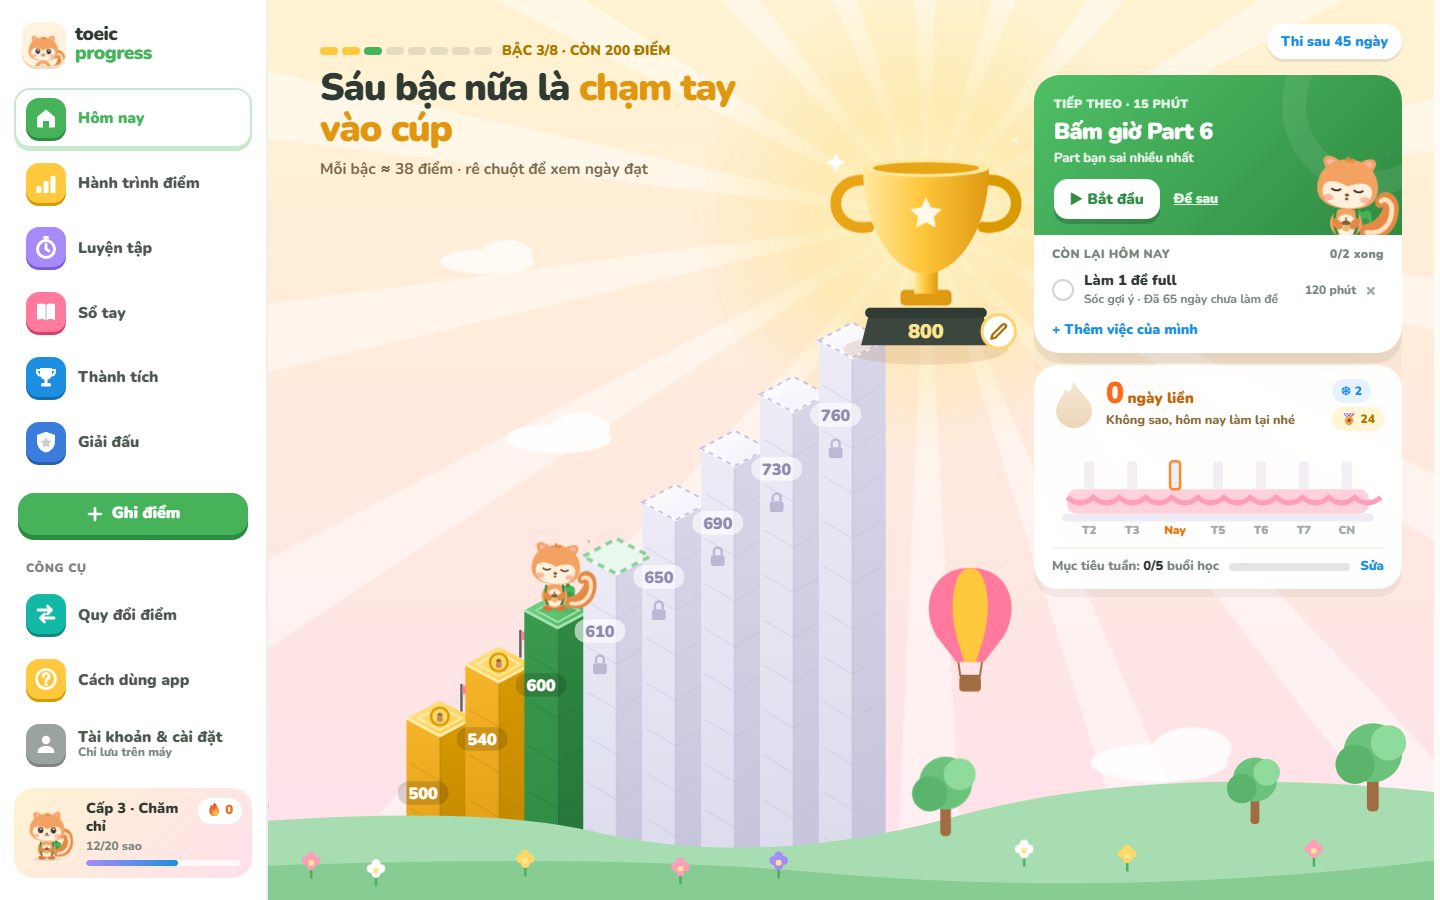 toeic
progress
Hôm nay
Hành trình điểm
Luyện tập
Sổ tay
Thành tích
Giải đấu
+ Ghi điểm
CÔNG CỤ
Quy đổi điểm
Cách dùng app
Tài khoản & cài đặt
Chỉ lưu trên máy
Cấp 3 · Chăm
chỉ
0
12/20 sao
BẬC 3/8 · CÒN 200 ĐIỂM
Sáu bậc nữa là chạm tay
vào cúp
Mỗi bậc ≈ 38 điểm · rê chuột để xem ngày đạt
800
760
730
690
650
610
600
540
500
Thi sau 45 ngày
TIẾP THEO · 15 PHÚT
Bấm giờ Part 6
Part bạn sai nhiều nhất
Bắt đầu
Để sau
CÒN LẠI HÔM NAY
0/2 xong
Làm 1 đề full
Sóc gợi ý · Đã 65 ngày chưa làm đề
120 phút ×
+ Thêm việc của mình
0 ngày liền
Không sao, hôm nay làm lại nhé
2
24
T2 T3 Nay T5 T6 T7 CN
Mục tiêu tuần: 0/5 buổi học
Sửa